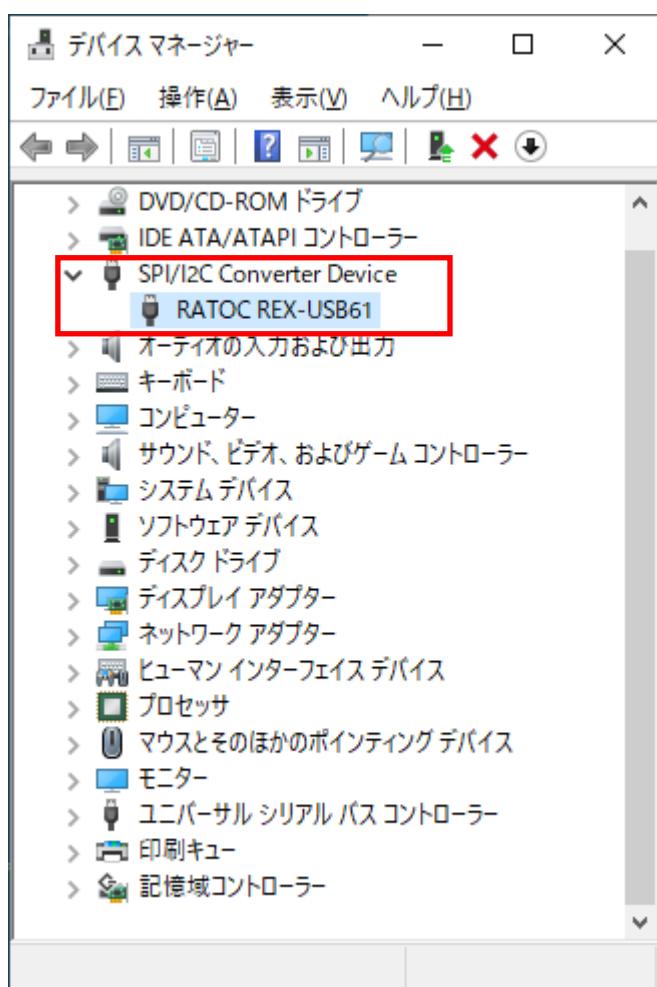 デバイス マネージャー
ファイル(F) 操作(A) 表示(V) ヘルプ(H)
DVD/CD-ROM ドライブ
IDE ATA/ATAPI コントローラー
SPI/I2C Converter Device
RATOC REX-USB61
オーディオの入力および出力
キーボード
コンピューター
サウンド、ビデオ、およびゲーム コントローラー
システム デバイス
ソフトウェア デバイス
ディスク ドライブ
ディスプレイ アダプター
ネットワーク アダプター
ヒューマン インターフェイス デバイス
プロセッサ
マウスとそのほかのポインティング デバイス
モニター
ユニバーサル シリアル バス コントローラー
印刷キュー
記憶域コントローラー